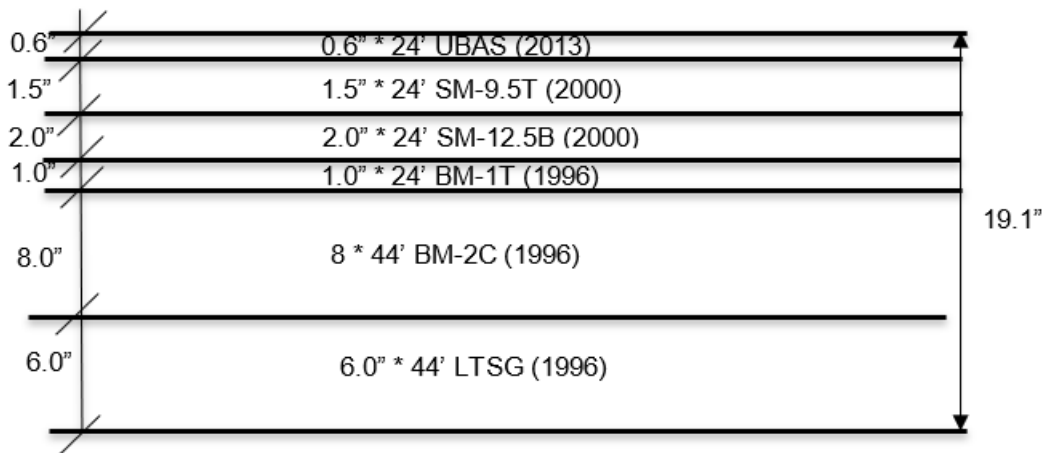 0.6” 0.6” * 24’ UBAS (2013)
1.5” 1.5” * 24’ SM-9.5T (2000)
2.0” 2.0” * 24’ SM-12.5B (2000)
1.0” 1.0” * 24’ BM-1T (1996)
19.1”
8.0” 8 * 44’ BM-2C (1996)
6.0” 6.0” * 44’ LTSG (1996)